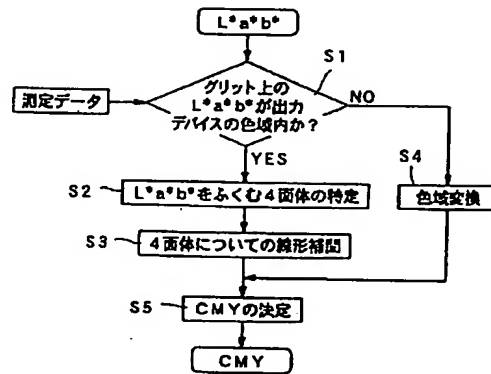 L*a*b*
S1
グリット上の
L*a*b*が出力
デバイスの色域内か?
測定データ
NO
YES
S4
S2
L*a*b*をふくむ4面体の特定
色域変換
S3
4面体についての線形補間
S5
CMYの決定
CMY